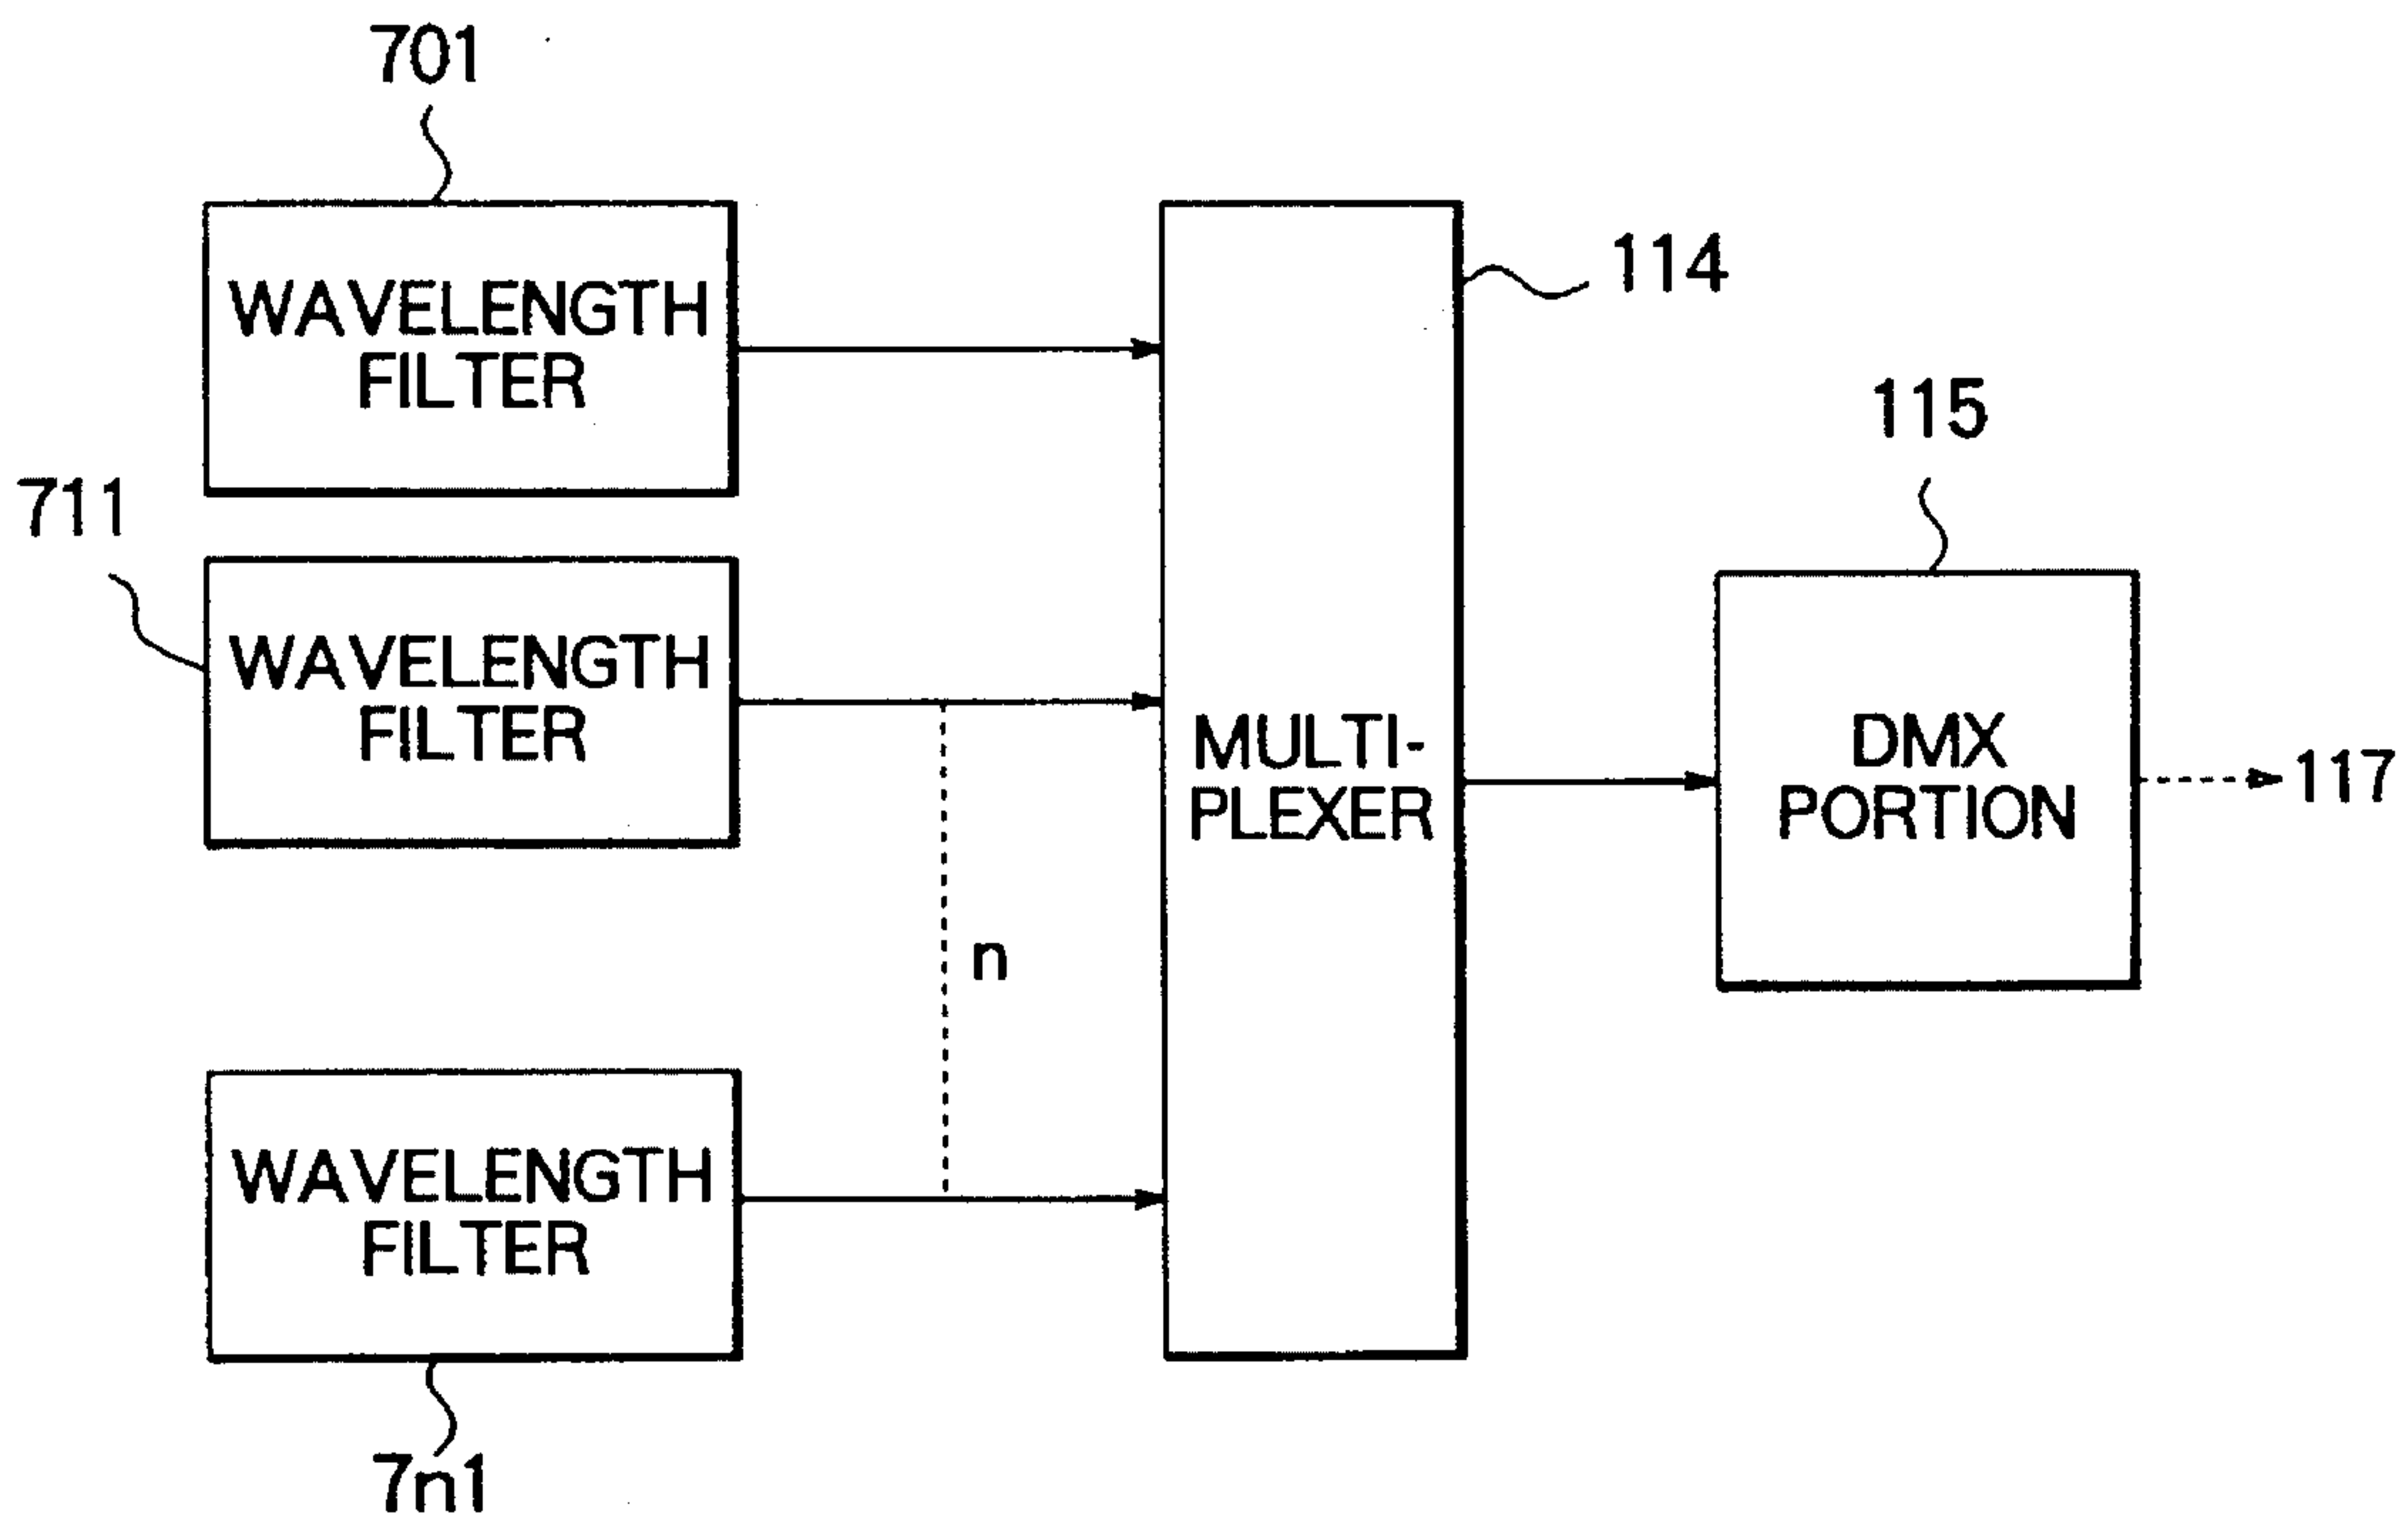 701
WAVELENGTH
FILTER
114
711
WAVELENGTH
FILTER
115
MULTI-
PLEXER
DMX
PORTION
117
n
WAVELENGTH
FILTER
7n1